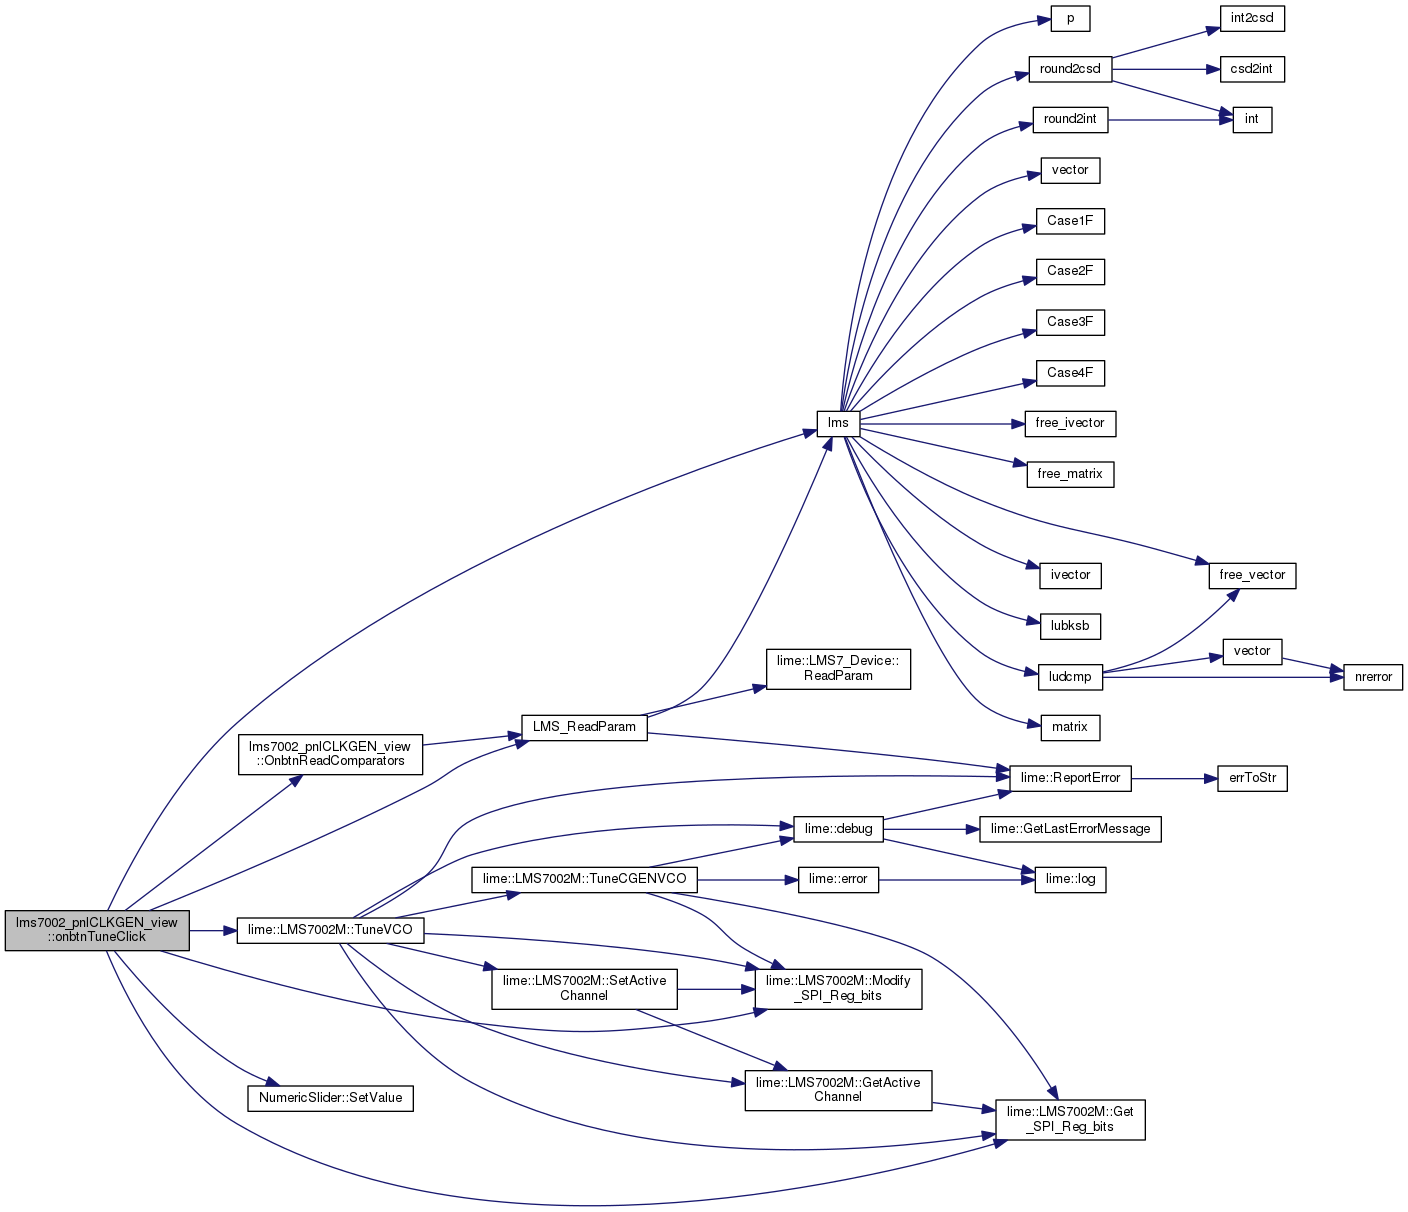 p
int2csd
round2csd
csd2int
round2int
int
vector
Case1F
Case2F
Case3F
Case4F
lms
free_ivector
free_matrix
ivector
free_vector
lubksb
vector
lime::LMS7_Device::
ReadParam
ludcmp
nrerror
LMS_ReadParam
matrix
lms7002_pnlCLKGEN_view
::OnbtnReadComparators
lime::ReportError
errToStr
lime::debug
lime::GetLastErrorMessage
lime::LMS7002M::TuneCGENVCO
lime::error
lime::log
lms7002_pnlCLKGEN_view
::onbtnTuneClick
lime::LMS7002M::TuneVCO
lime::LMS7002M::SetActive
Channel
lime::LMS7002M::Modify
_SPI_Reg_bits
NumericSlider::SetValue
lime::LMS7002M::GetActive
Channel
lime::LMS7002M::Get
_SPI_Reg_bits